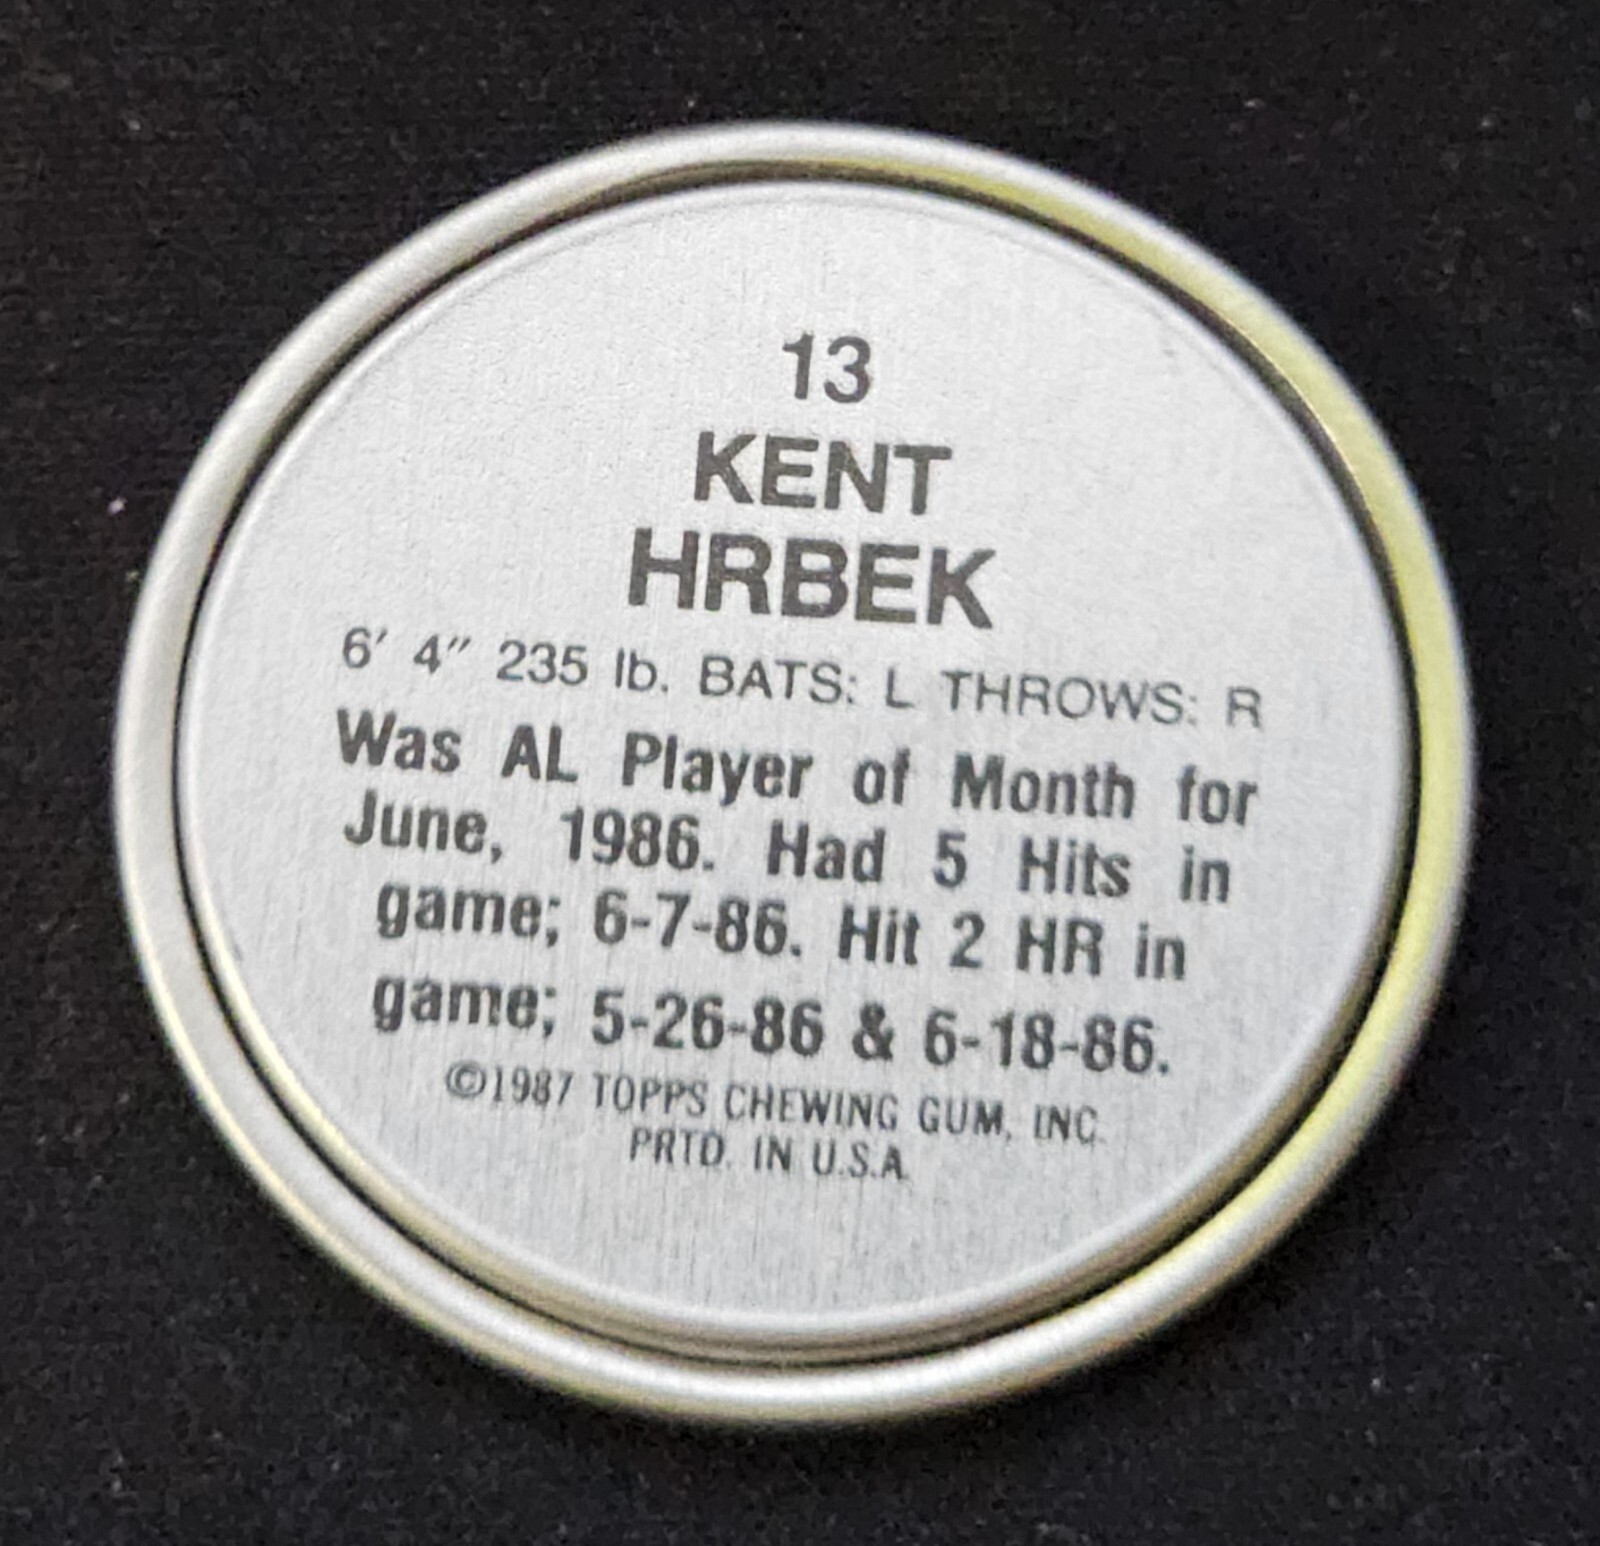 13
KENT
HRBEK
6' 4" 235 lb. BATS: L THROWS: R
Was AL Player of Month for
June, 1986. Had 5 Hits in
game; 6-7-86. Hit 2 HR in
game; 5-26-86 & 6-18-86.
©1987 TOPPS CHEWING GUM, INC.
PRTD. IN U.S.A.